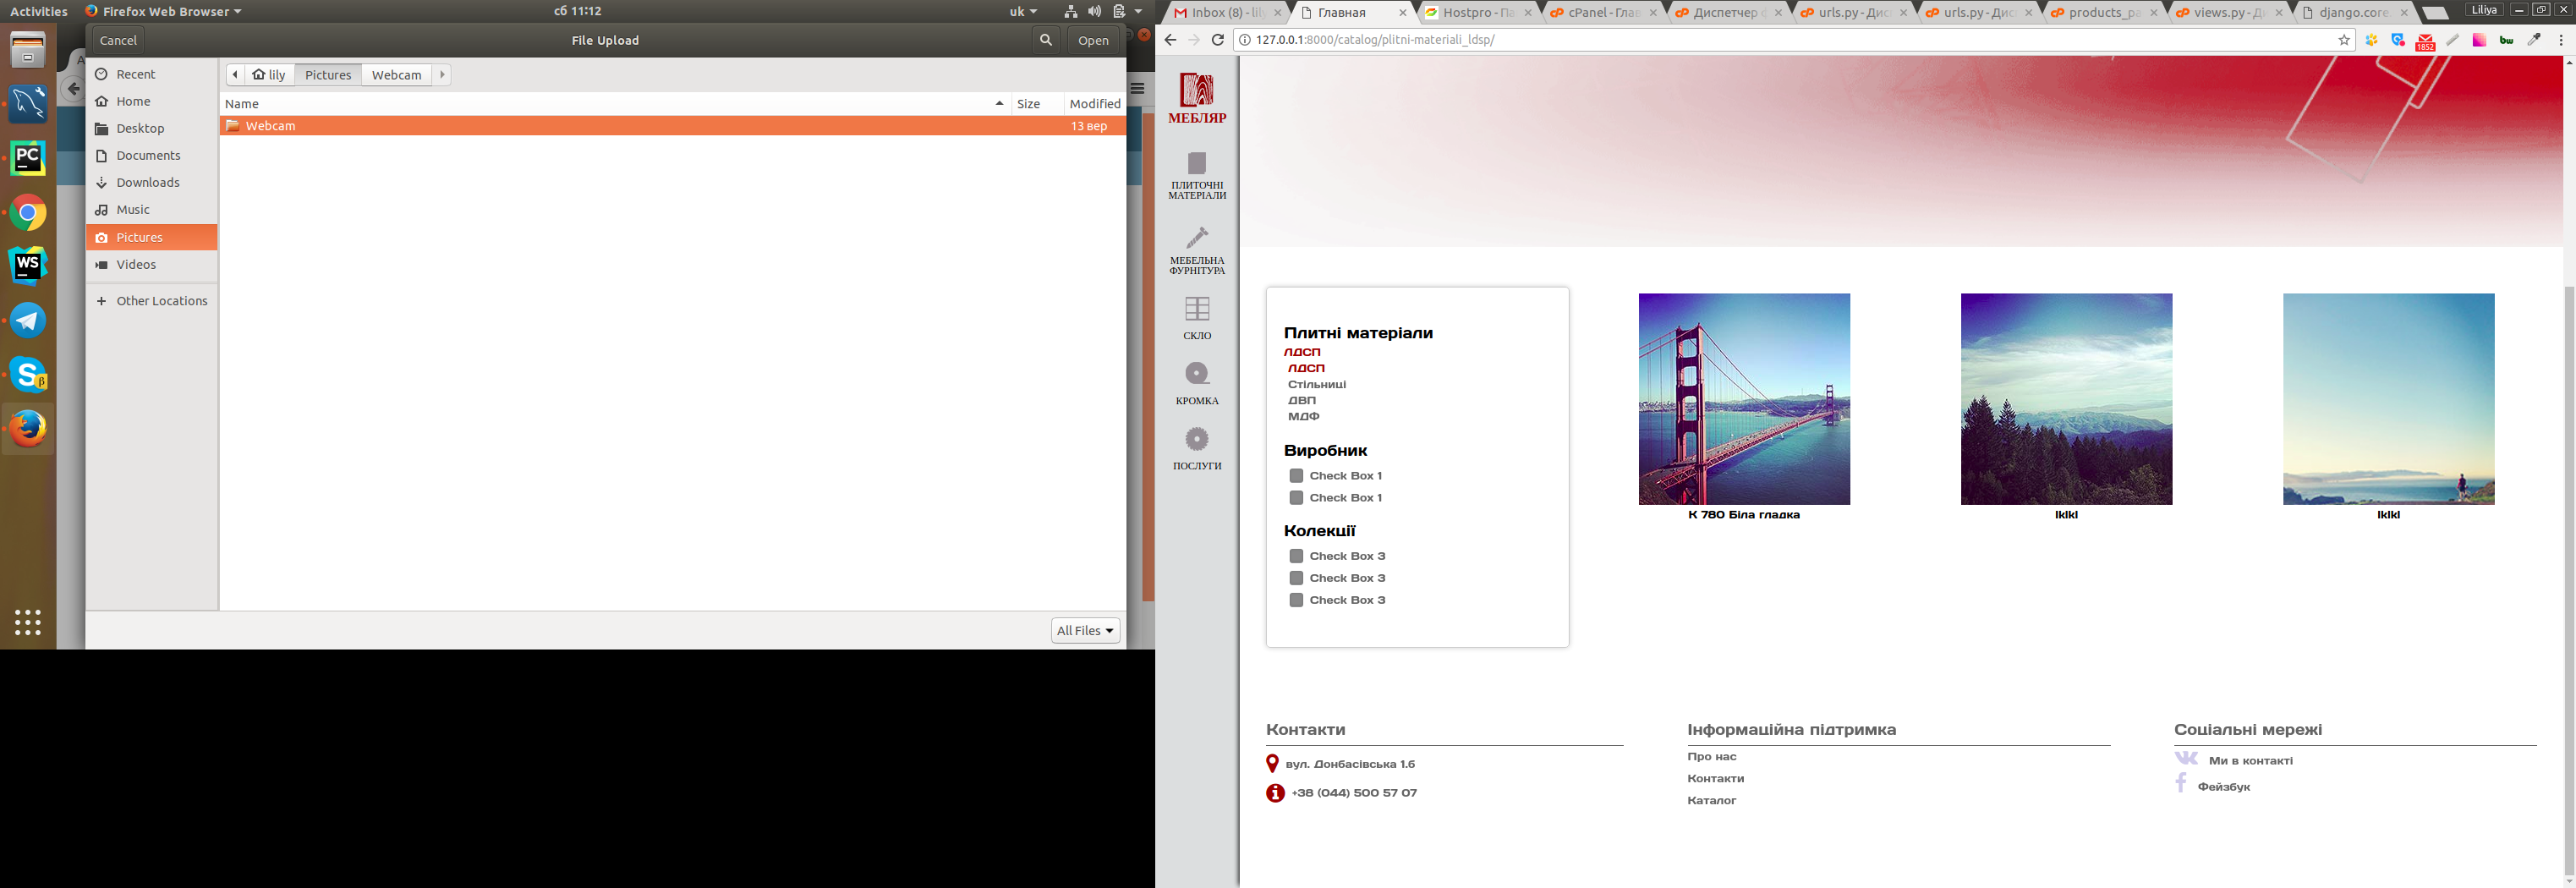 Activities
Firefox Web Browser
сб 11:12
uk
Cancel
File Upload
Open
Recent
Home
Desktop
Documents
Downloads
Music
Pictures
Videos
Other Locations
lily
Pictures
Webcam
Name
Size
Modified
Webcam
13 вер
All Files
PC
WS
S
β
Inbox (8) - lily
Главная
Hostpro - Па
cPanel - Глав
Диспетчер ф
urls.py - Дис
urls.py - Дис
products_pa
views.py - Ди
django.core.
Liliya
127.0.0.1:8000/catalog/plitni-materiali_ldsp/
1852
bw
МЕБЛЯР
ПЛИТОЧНІ
МАТЕРІАЛИ
МЕБЕЛЬНА
ФУРНІТУРА
СКЛО
КРОМКА
ПОСЛУГИ
Плитні матеріали
ЛДСП
ЛДСП
Стільниці
ДВП
МДФ
Виробник
Check Box 1
Check Box 1
Колекції
Check Box 3
Check Box 3
Check Box 3
К 780 Біла гладка
lklkl
lklkl
Контакти
вул. Донбасівська 1.б
+38 (044) 500 57 07
Інформаційна підтримка
Про нас
Контакти
Каталог
Соціальні мережі
Ми в контакті
Фейзбук